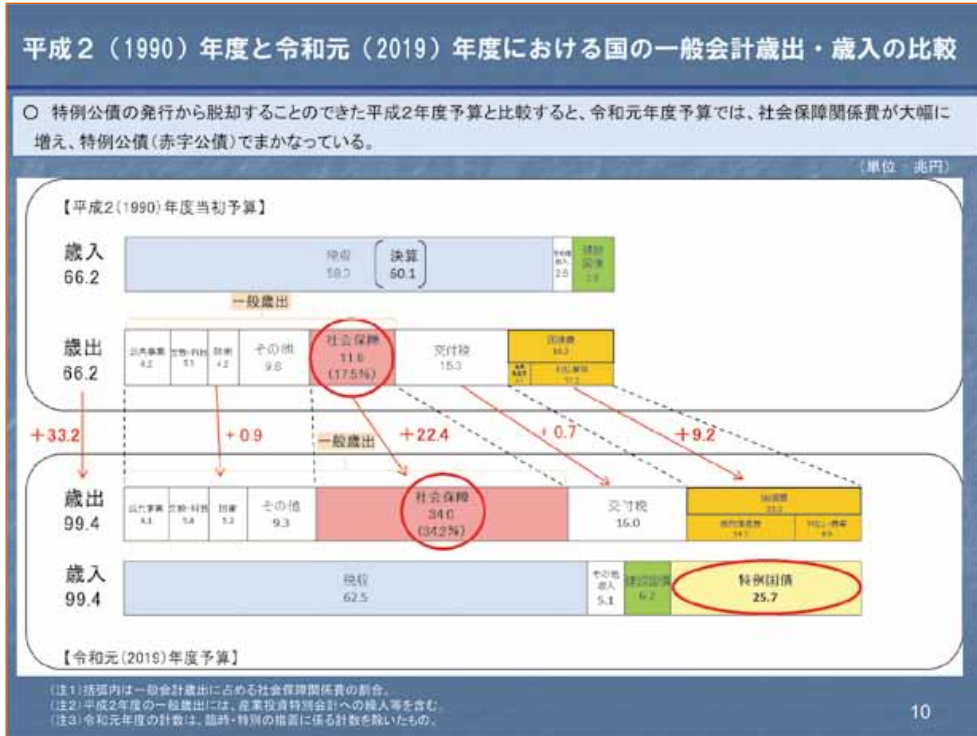 平成2（1990）年度と令和元（2019）年度における国の一般会計歳出・歳入の比較
○ 特例公債の発行から脱却することのできた平成2年度予算と比較すると、令和元年度予算では、社会保障関係費が大幅に
増え、特例公債(赤字公債)でまかなっている。
(単位：兆円)
【平成2(1990)年度当初予算】
歳入
66.2
税収
決算
60.1
建設
国債
一般歳出
歳出
66.2
公共事業
その他
社会保障
11.6
(17.5%)
交付税
15.3
国債費
+33.2
+0.9
一般歳出
+22.4
+0.7
+9.2
歳出
99.4
公共事業
その他
9.3
社会保障
34.0
(34.2%)
交付税
16.0
国債費
歳入
99.4
税収
62.5
その他
収入
5.1
建設国債
6.2
特例国債
25.7
【令和元(2019)年度予算】
(注1)括弧内は一般会計歳出に占める社会保障関係費の割合。
(注2)平成2年度の一般歳出には、産業投資特別会計への繰入等を含む。
(注3)令和元年度の計数は、臨時・特別の措置に係る計数を除いたもの。
10